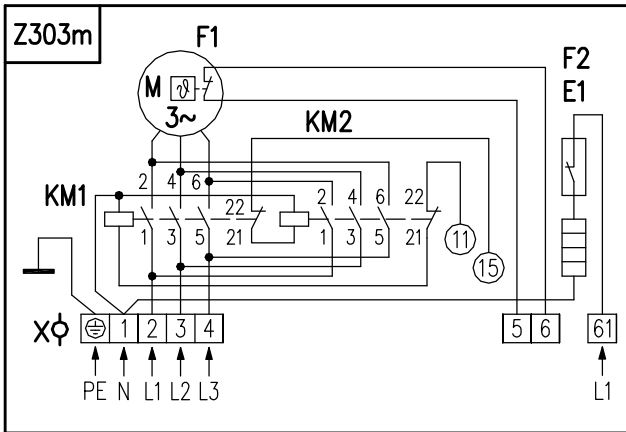 Z303m
F1
F2
E1
M
ϑ
3~
KM2
KM1
2 4 6
22
2 4 6
22
1 3 5
21
1 3 5
21
11
15
X
1 2 3 4
5 6
61
PE N L1 L2 L3
L1